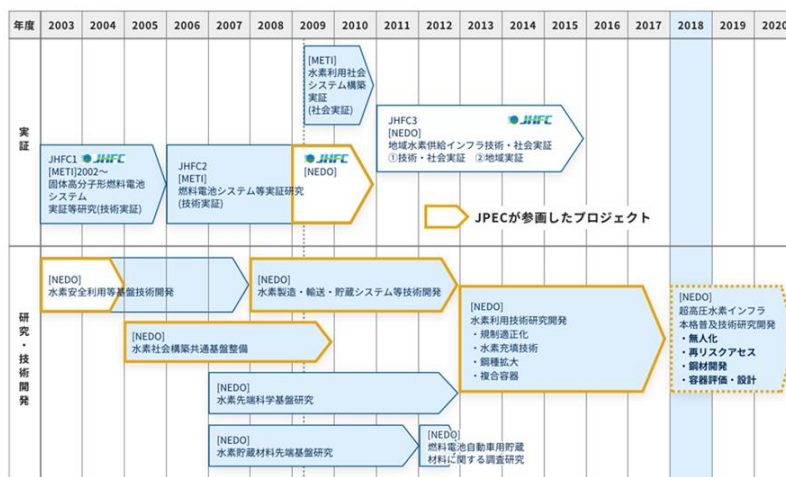 年度 2003 2004 2005 2006 2007 2008 2009 2010 2011 2012 2013 2014 2015 2016 2017 2018 2019 2020
実証
[METI]
水素利用社会
システム構築
実証
(社会実証)
JHFC3 JHFC
[NEDO]
地域水素供給インフラ技術・社会実証
①技術・社会実証 ②地域実証
JHFC1 JHFC
[METI]2002～
固体高分子形燃料電池
システム
実証等研究(技術実証)
JHFC2
[METI]
燃料電池システム等実証研究
(技術実証)
JHFC
[NEDO]
JPECが参画したプロジェクト
研究・技術開発
[NEDO]
水素安全利用等基盤技術開発
[NEDO]
水素製造・輸送・貯蔵システム等技術開発
[NEDO]
水素社会構築共通基盤整備
[NEDO]
水素先端科学基盤研究
[NEDO]
水素貯蔵材料先端基盤研究
[NEDO]
燃料電池自動車用貯蔵
材料に関する調査研究
[NEDO]
水素利用技術研究開発
・規制適正化
・水素充填技術
・鋼種拡大
・複合容器
[NEDO]
超高圧水素インフラ
本格普及技術研究開発
・無人化
・再リスクアセス
・鋼材開発
・容器評価・設計